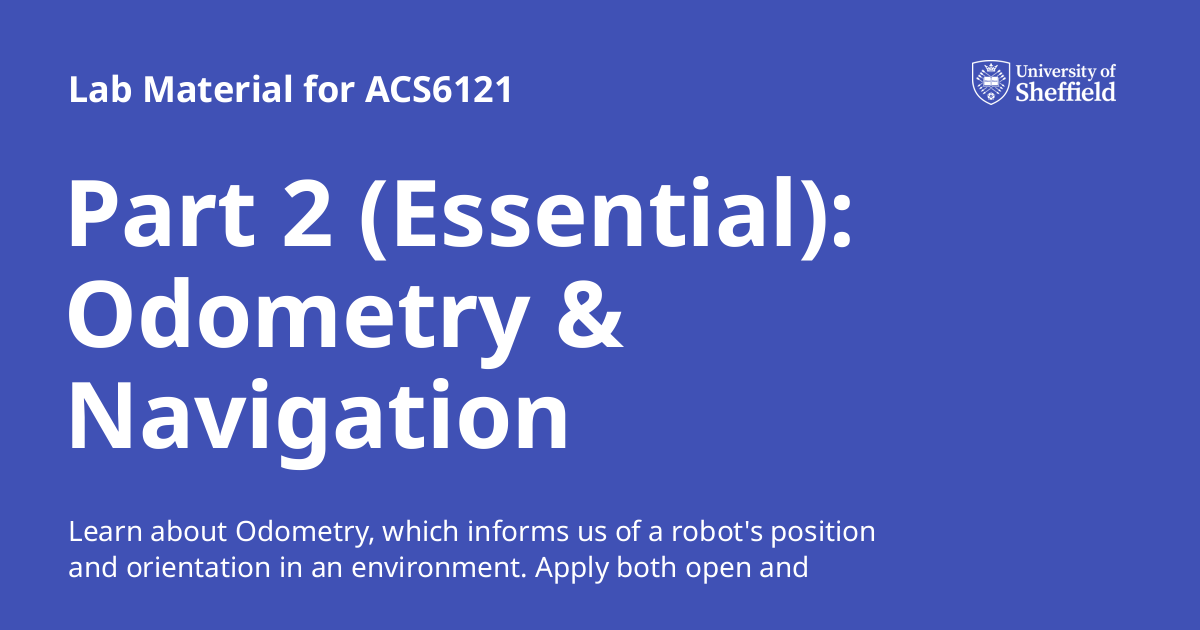 Lab Material for ACS6121
University of
Sheffield
Part 2 (Essential):
Odometry &
Navigation
Learn about Odometry, which informs us of a robot's position
and orientation in an environment. Apply both open and